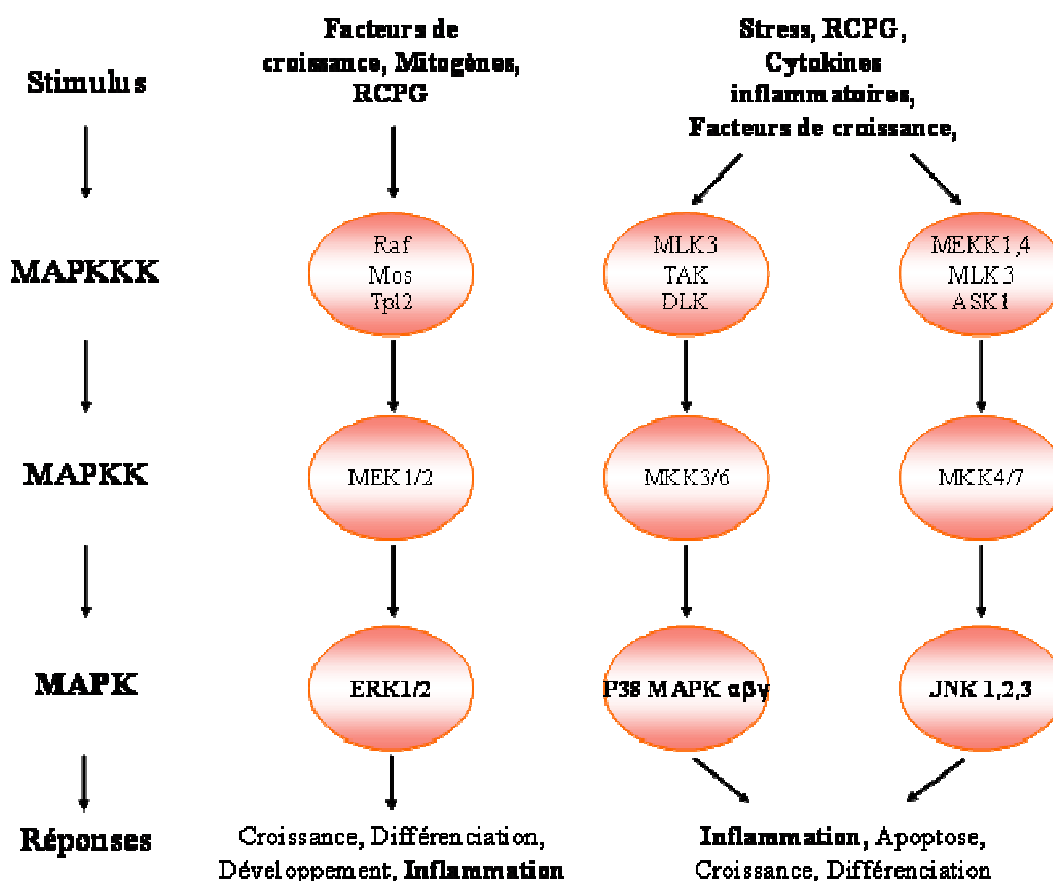 Stimulus
MAPKKK
MAPKK
MAPK
Réponses
Facteurs de
croissance, Mitogènes,
RCPG
Raf
Mos
Tpl2
MEK1/2
ERK1/2
Croissance, Différenciation,
Développement, Inflammation
Stress, RCPG,
Cytokines
inflammatoires,
Facteurs de croissance,
MLK3
TAK
DLK
MKK3/6
P38 MAPK αβγ
MEKK1,4
MLK3
ASK1
MKK4/7
JNK 1,2,3
Inflammation, Apoptose,
Croissance, Différenciation